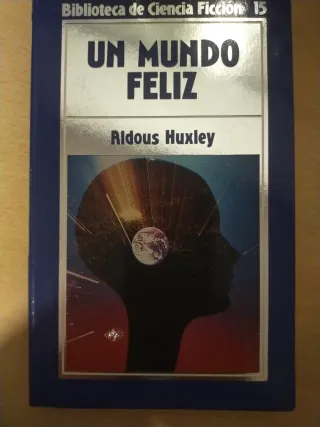 Biblioteca de Ciencia Ficción 15
UN MUNDO
FELIZ
Aldous Huxley